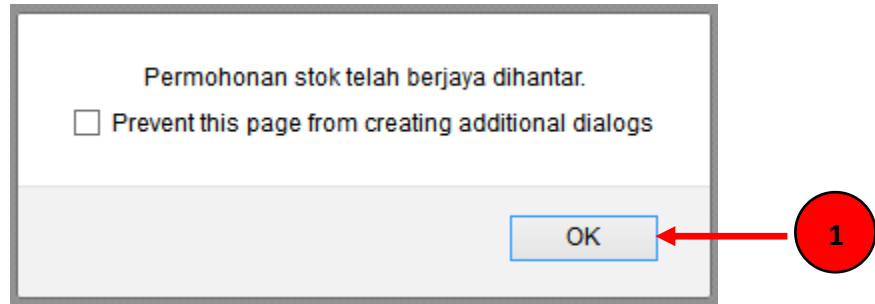 Permohonan stok telah berjaya dihantar.
Prevent this page from creating additional dialogs
OK
1